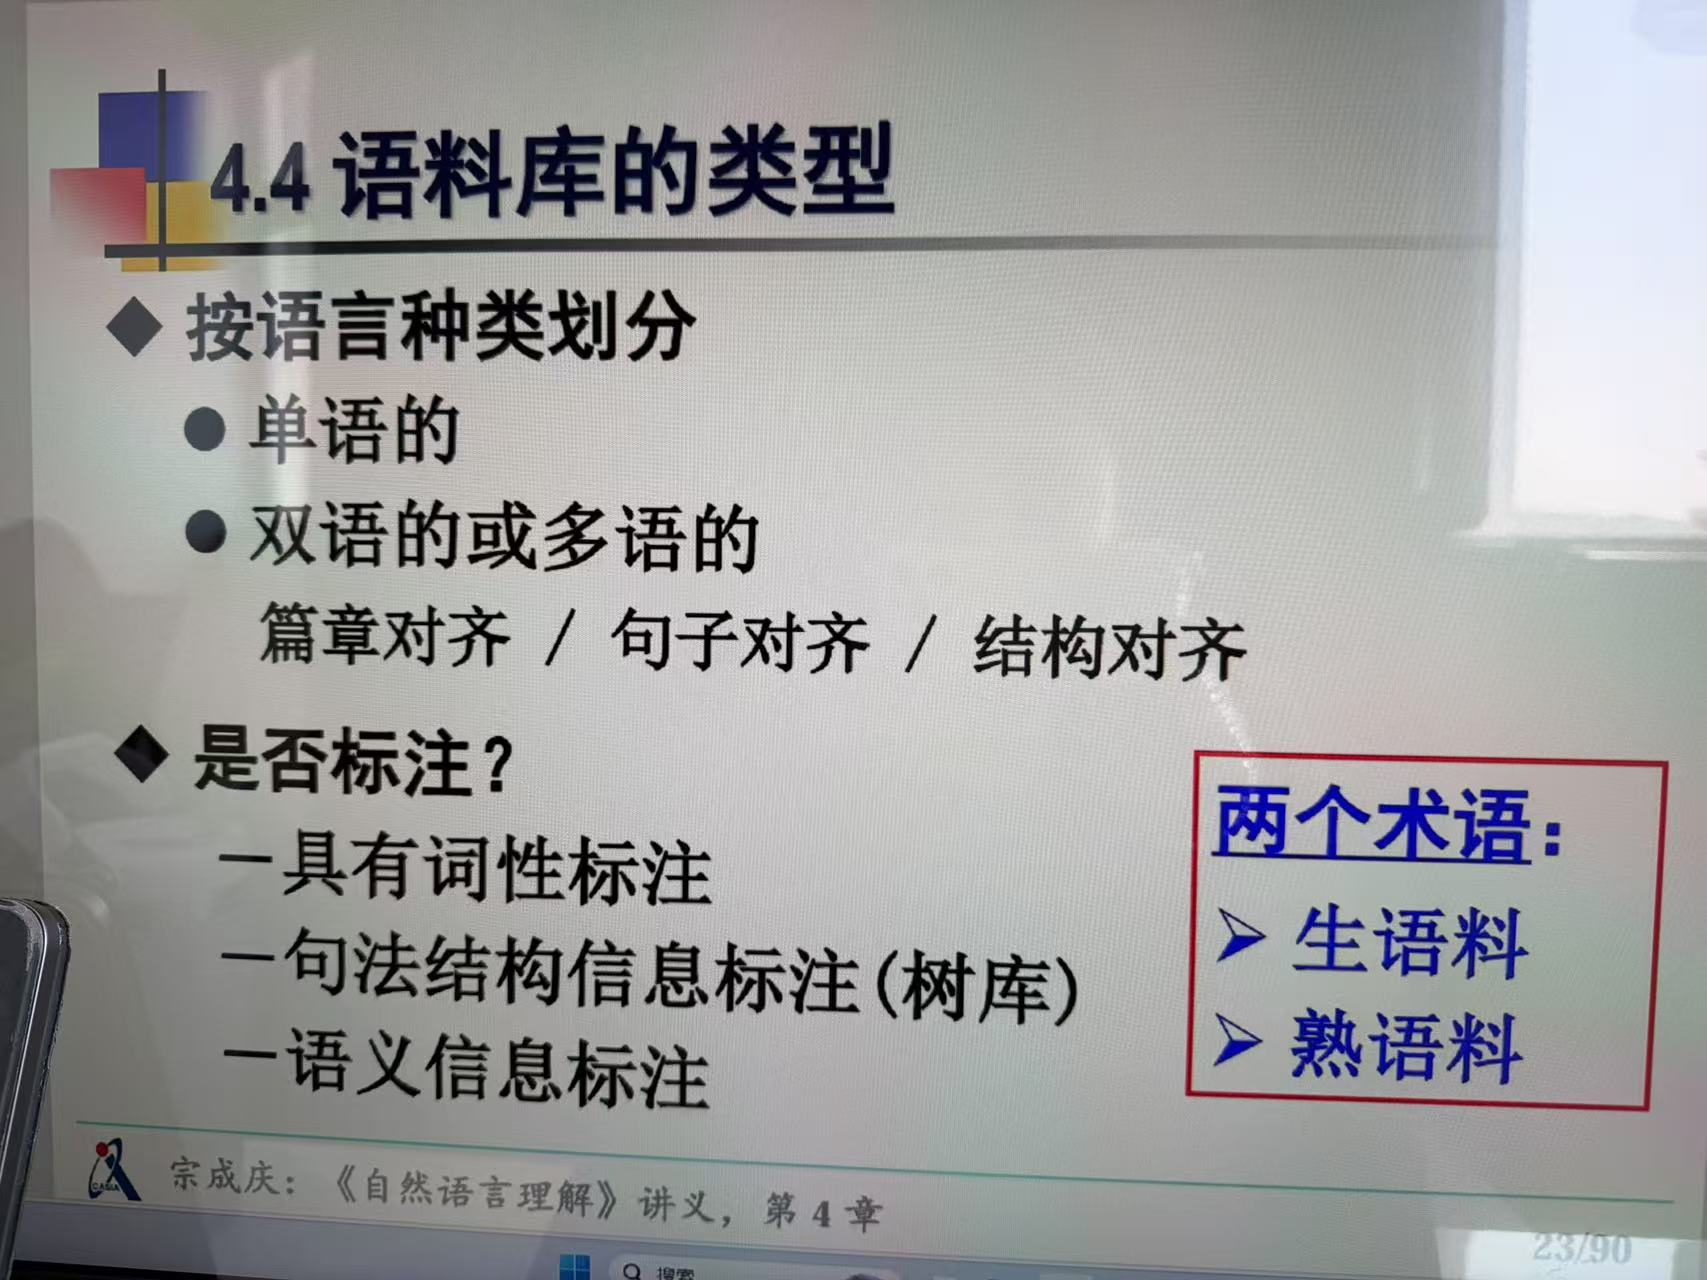 4.4 语料库的类型
◆ 按语言种类划分
● 单语的
● 双语的或多语的
篇章对齐 / 句子对齐 / 结构对齐
◆ 是否标注？
－具有词性标注
－句法结构信息标注(树库)
－语义信息标注
两个术语：
➢ 生语料
➢ 熟语料
CASIA
宗成庆：《自然语言理解》讲义，第 4 章
23/90
搜索